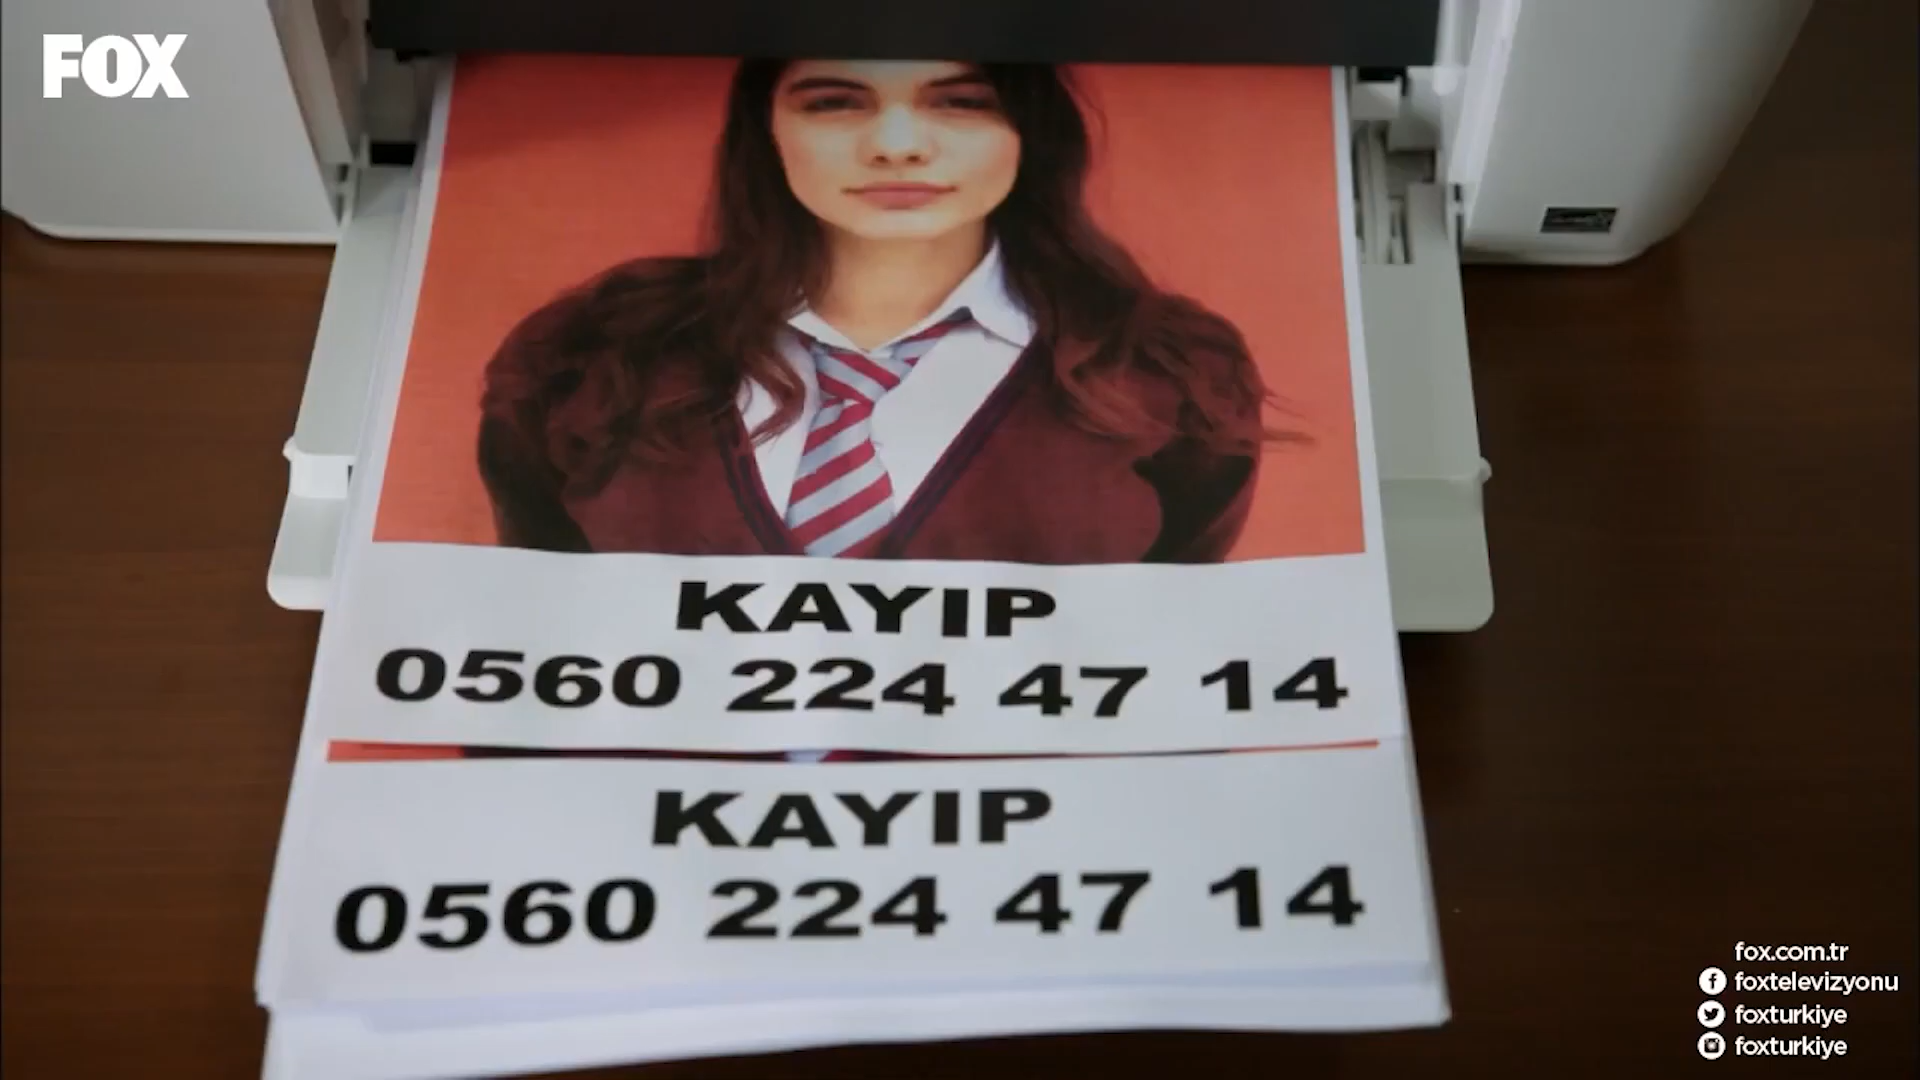 FOX
KAYIP
0560 224 47 14
KAYIP
0560 224 47 14
fox.com.tr
foxtelevizyonu
foxturkiye
foxturkiye